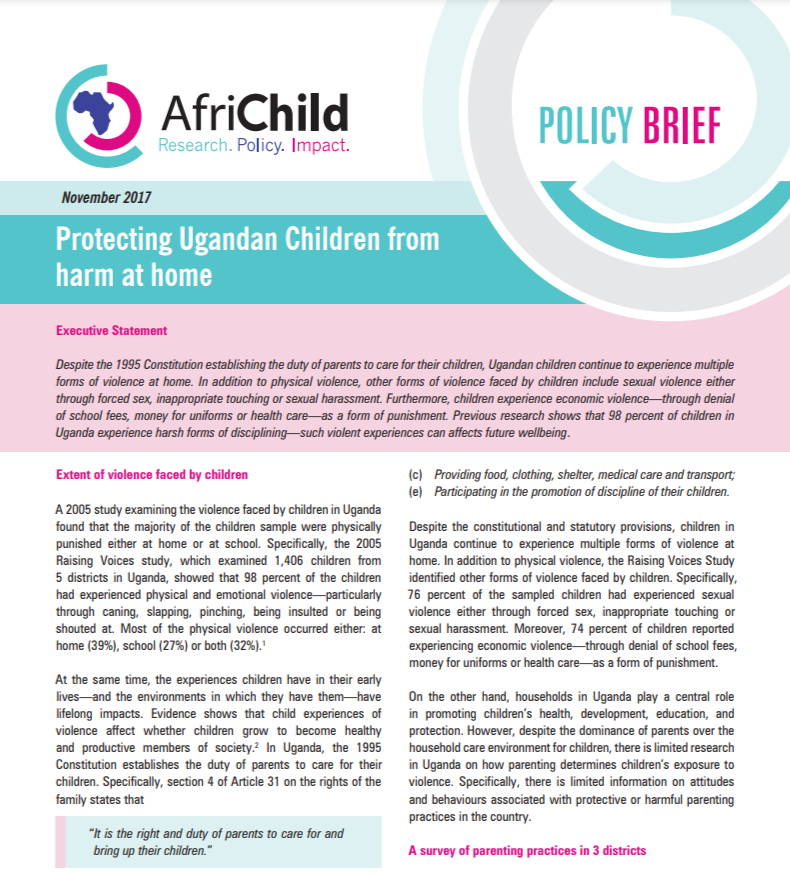 AfriChild
Research. Policy. Impact.
POLICY BRIEF
November 2017
Protecting Ugandan Children from
harm at home
Executive Statement
Despite the 1995 Constitution establishing the duty of parents to care for their children, Ugandan children continue to experience multiple
forms of violence at home. In addition to physical violence, other forms of violence faced by children include sexual violence either
through forced sex, inappropriate touching or sexual harassment. Furthermore, children experience economic violence—through denial
of school fees, money for uniforms or health care—as a form of punishment. Previous research shows that 98 percent of children in
Uganda experience harsh forms of disciplining—such violent experiences can affects future wellbeing.
Extent of violence faced by children
A 2005 study examining the violence faced by children in Uganda
found that the majority of the children sample were physically
punished either at home or at school. Specifically, the 2005
Raising Voices study, which examined 1,406 children from
5 districts in Uganda, showed that 98 percent of the children
had experienced physical and emotional violence—particularly
through caning, slapping, pinching, being insulted or being
shouted at. Most of the physical violence occurred either: at
home (39%), school (27%) or both (32%).¹
At the same time, the experiences children have in their early
lives—and the environments in which they have them—have
lifelong impacts. Evidence shows that child experiences of
violence affect whether children grow to become healthy
and productive members of society.² In Uganda, the 1995
Constitution establishes the duty of parents to care for their
children. Specifically, section 4 of Article 31 on the rights of the
family states that
"It is the right and duty of parents to care for and
bring up their children."
(c) Providing food, clothing, shelter, medical care and transport;
(e) Participating in the promotion of discipline of their children.
Despite the constitutional and statutory provisions, children in
Uganda continue to experience multiple forms of violence at
home. In addition to physical violence, the Raising Voices Study
identified other forms of violence faced by children. Specifically,
76 percent of the sampled children had experienced sexual
violence either through forced sex, inappropriate touching or
sexual harassment. Moreover, 74 percent of children reported
experiencing economic violence—through denial of school fees,
money for uniforms or health care—as a form of punishment.
On the other hand, households in Uganda play a central role
in promoting children's health, development, education, and
protection. However, despite the dominance of parents over the
household care environment for children, there is limited research
in Uganda on how parenting determines children's exposure to
violence. Specifically, there is limited information on attitudes
and behaviours associated with protective or harmful parenting
practices in the country.
A survey of parenting practices in 3 districts